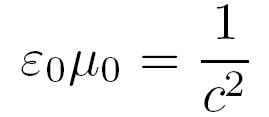 ε₀μ₀ = 1/c²